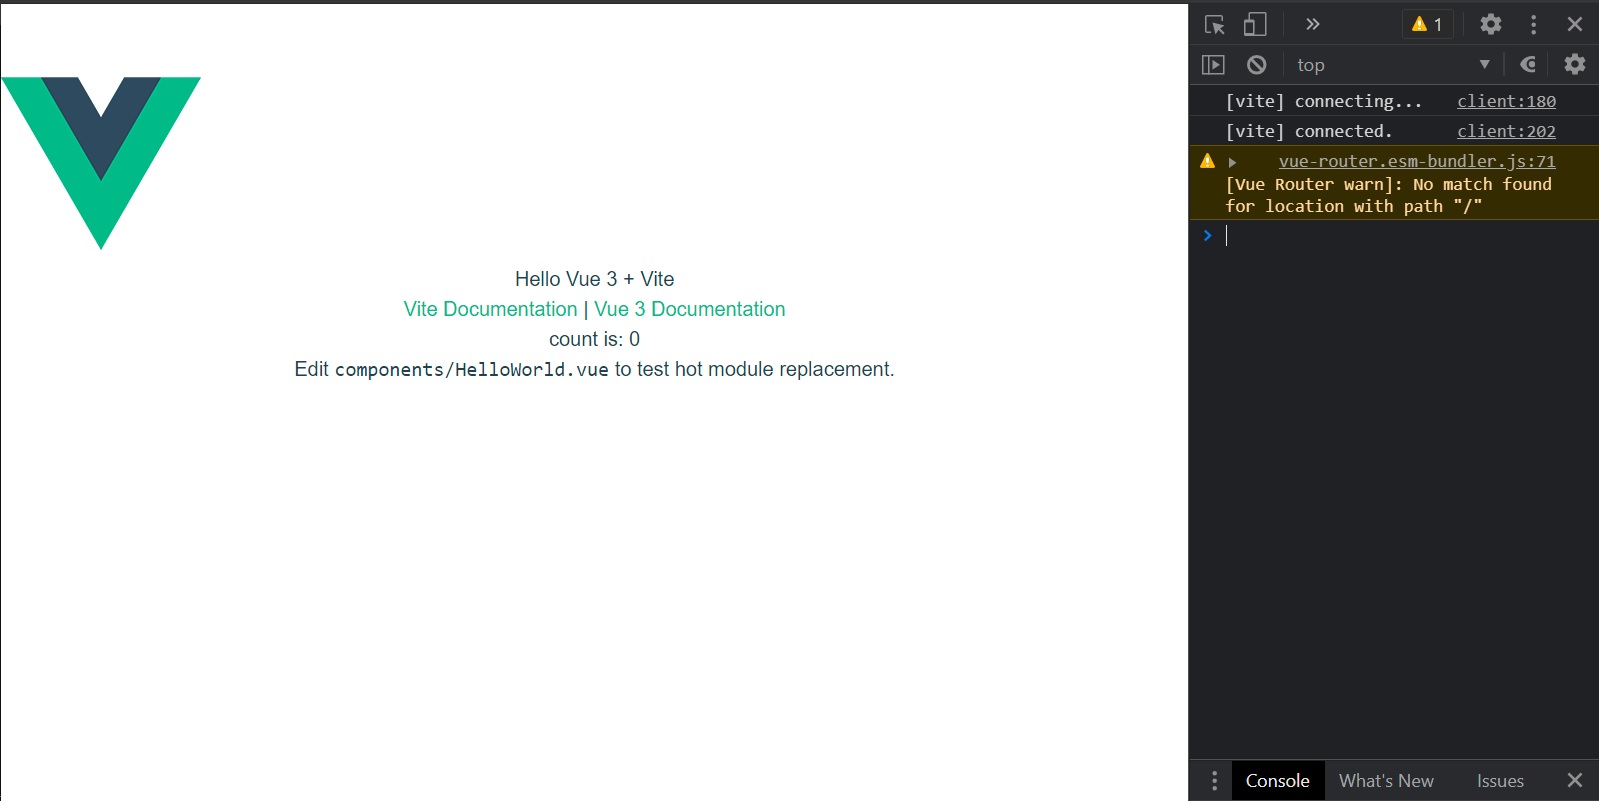 Hello Vue 3 + Vite
Vite Documentation | Vue 3 Documentation
count is: 0
Edit components/HelloWorld.vue to test hot module replacement.
1
top
[vite] connecting... client:180
[vite] connected. client:202
vue-router.esm-bundler.js:71
[Vue Router warn]: No match found
for location with path "/"
Console What's New Issues